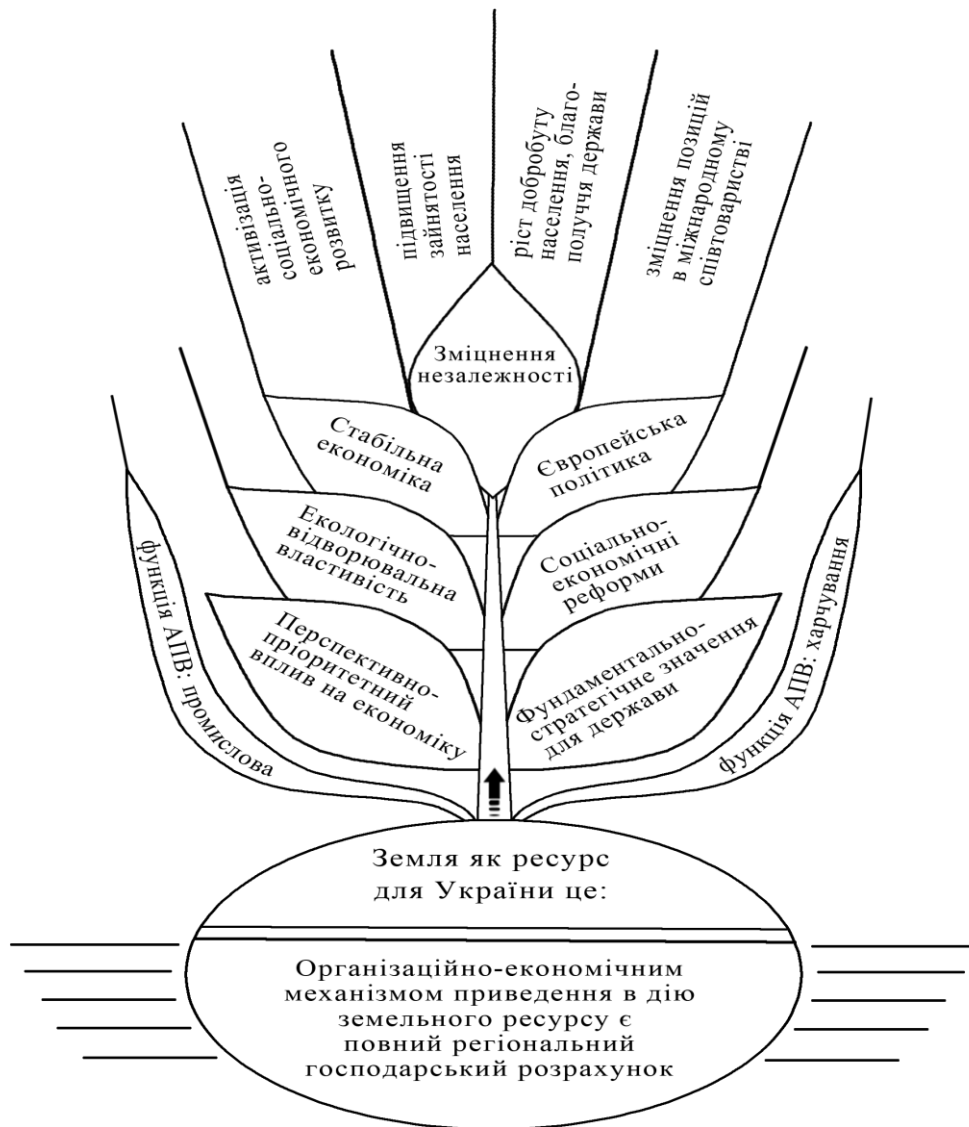 активізація
соціально-
економічного
розвитку
підвищення
зайнятості
населення
ріст добробуту
населення, благо-
получчя держави
зміцнення позицій
в міжнародному
співтоваристві
Зміцнення
незалежності
Стабільна
економіка
Європейська
політика
Екологічно-
відворювальна
властивість
Соціально-
економічні
реформи
Перспективно-
пріоритетний
вплив на економіку
Фундаментально-
стратегічне значення
для держави
функція АПВ: промислова
функція АПВ: харчування
Земля як ресурс
для України це:
Організаційно-економічним
механізмом приведення в дію
земельного ресурсу є
повний регіональний
господарський розрахунок